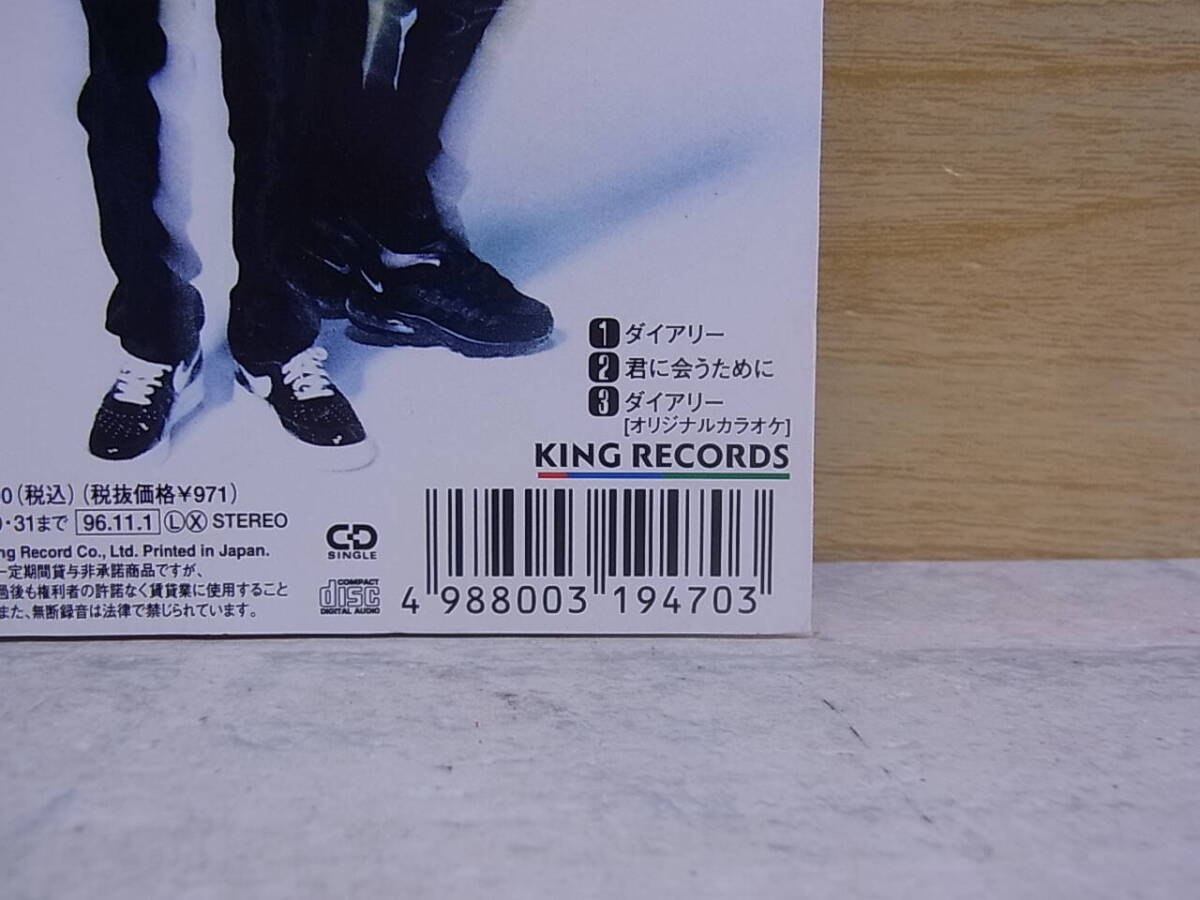 1 ダイアリー
2 君に会うために
3 ダイアリー
[オリジナルカラオケ]
KING RECORDS
0(税込)(税抜価格¥971)
・31まで 96.11.1 Ⓛ Ⓧ STEREO
ng Record Co., Ltd. Printed in Japan.
一定期間貸与非承諾商品ですが、
過後も権利者の許諾なく賃貸業に使用すること
また、無断録音は法律で禁じられています。
CD
SINGLE
COMPACT
disc
DIGITAL AUDIO
4 988003 194703